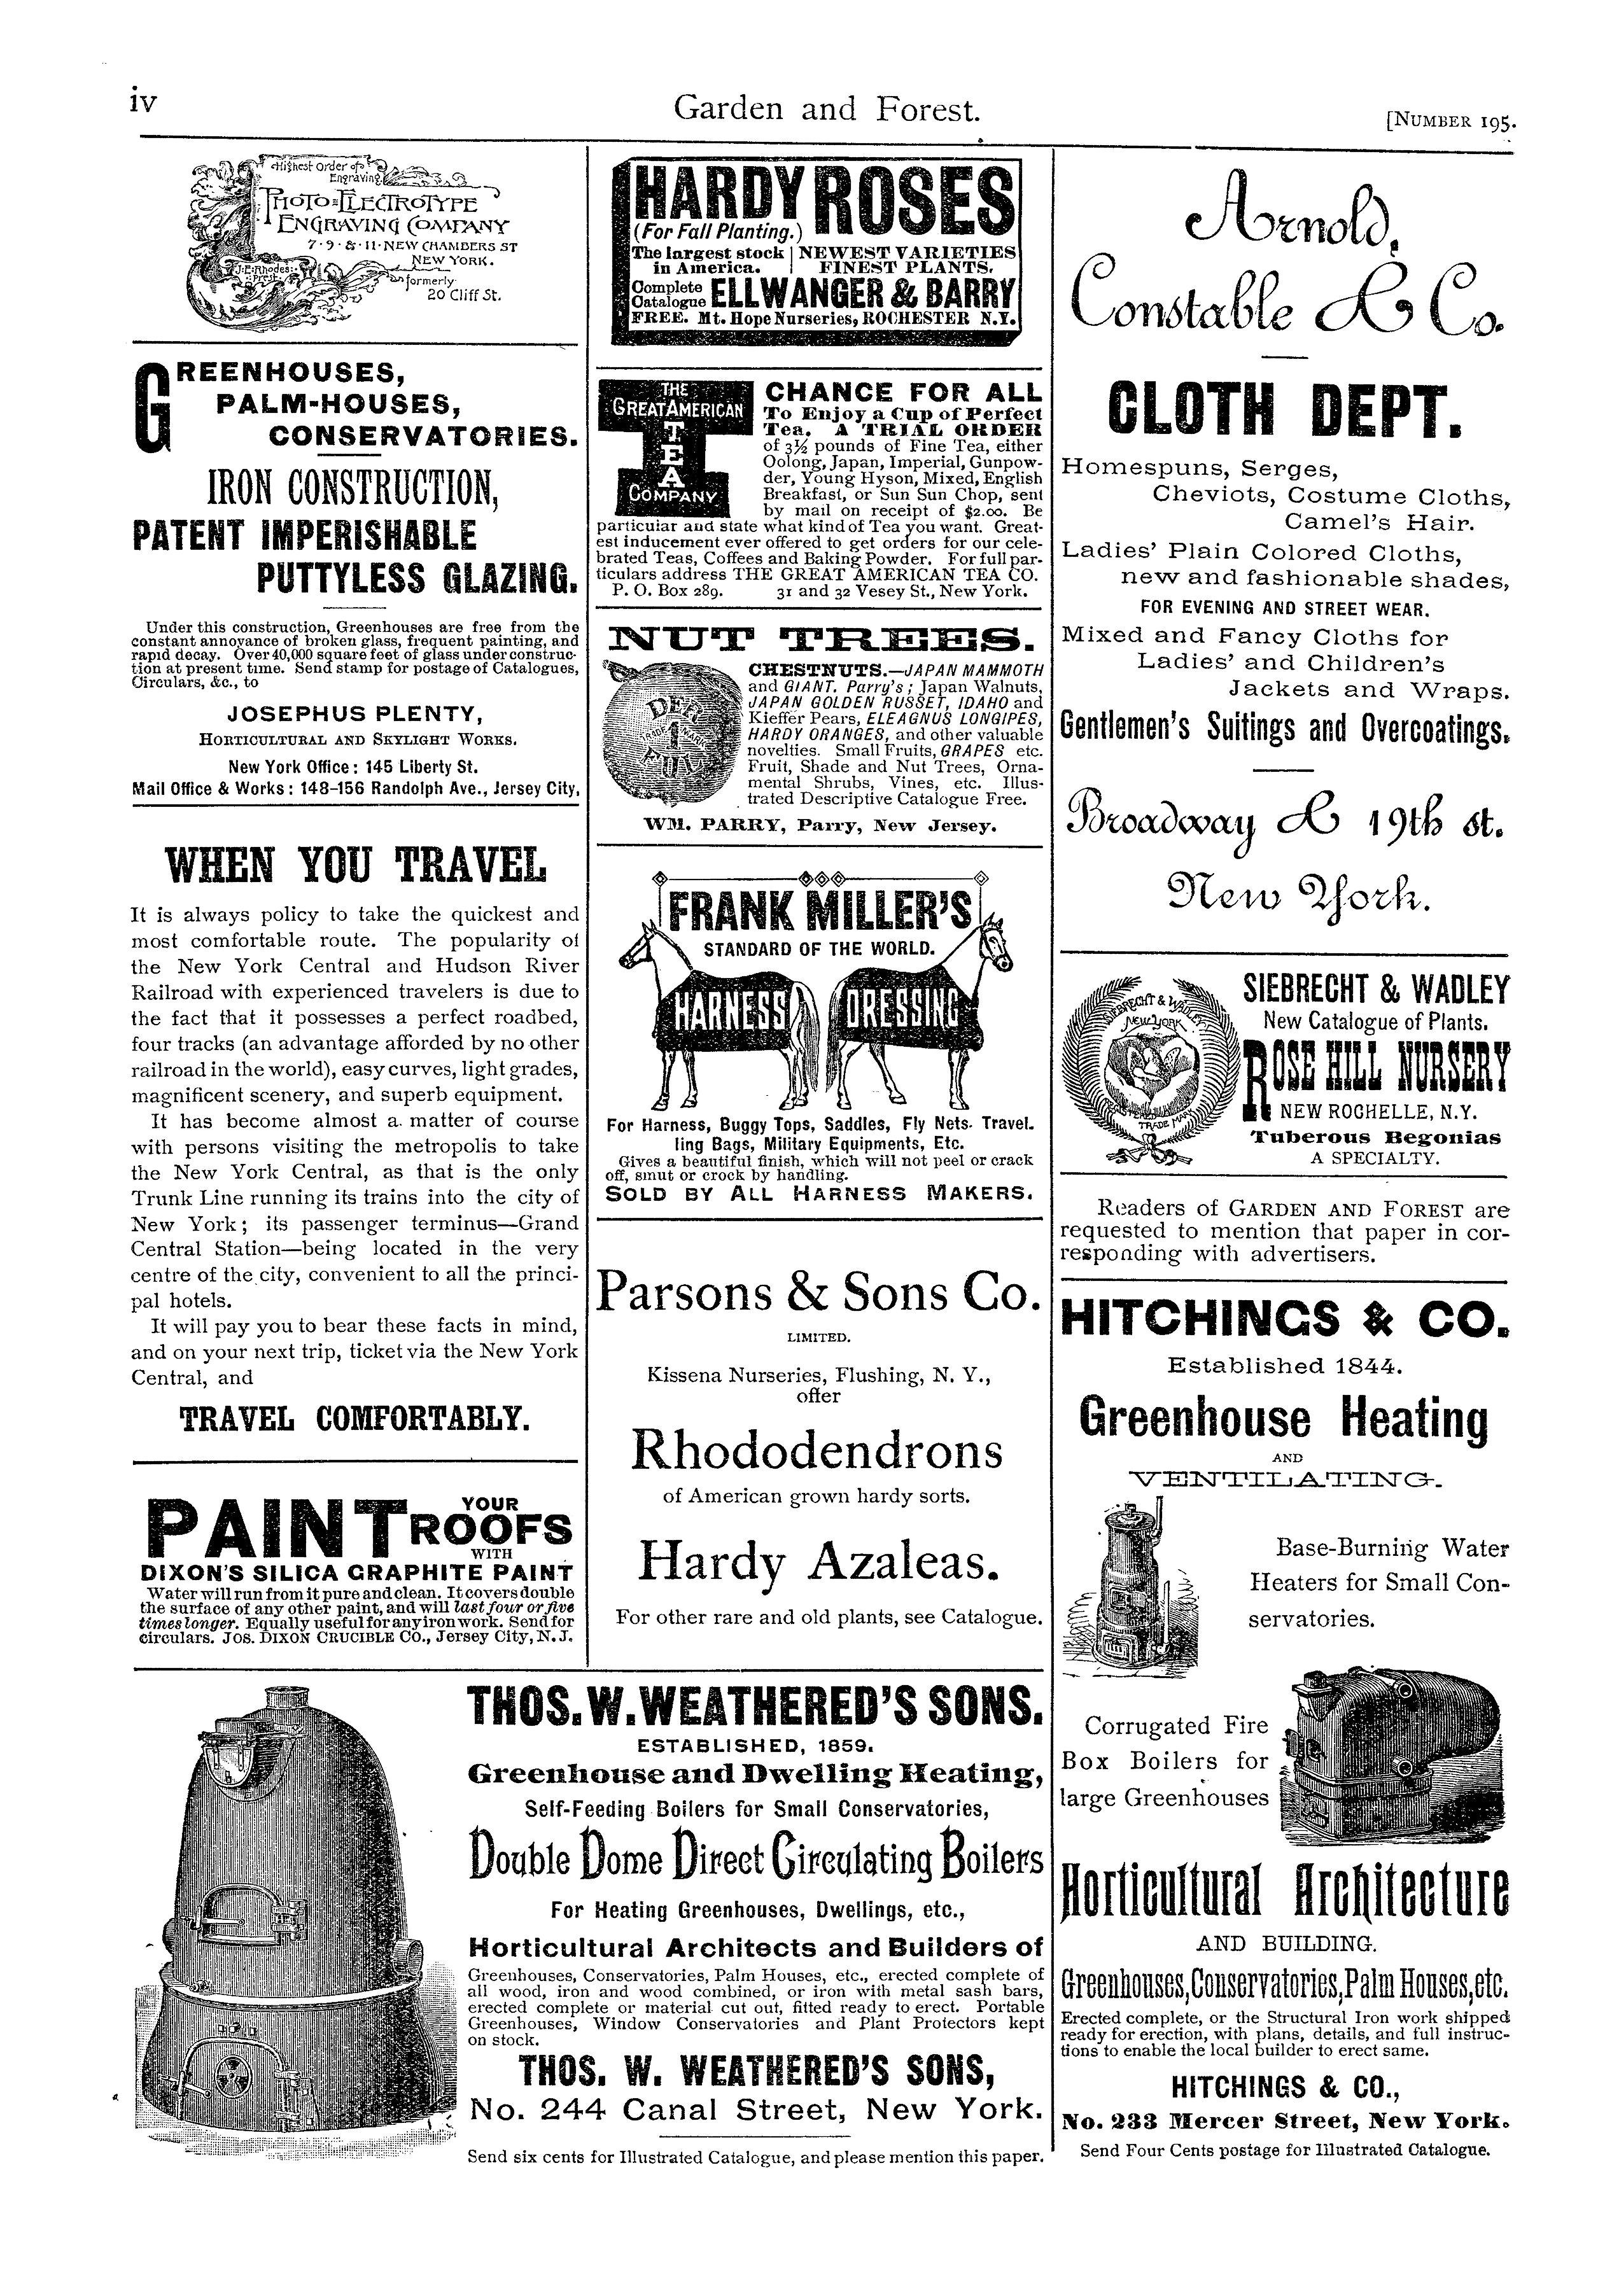 iv
Garden and Forest.
[NUMBER 195.
Highest Order of
Engraving.
PHOTO=ELECTROTYPE
ENGRAVING COMPANY
7·9·&·11·NEW CHAMBERS ST
NEW YORK.
J.E.Rhodes
Prest.
formerly
20 Cliff St.
GREENHOUSES,
PALM-HOUSES,
CONSERVATORIES.
IRON CONSTRUCTION,
PATENT IMPERISHABLE
PUTTYLESS GLAZING.
Under this construction, Greenhouses are free from the
constant annoyance of broken glass, frequent painting, and
rapid decay. Over 40,000 square feet of glass under construc-
tion at present time. Send stamp for postage of Catalogues,
Circulars, &c., to
JOSEPHUS PLENTY,
HORTICULTURAL AND SKYLIGHT WORKS.
New York Office: 145 Liberty St.
Mail Office & Works: 148-156 Randolph Ave., Jersey City,
WHEN YOU TRAVEL
It is always policy to take the quickest and
most comfortable route. The popularity of
the New York Central and Hudson River
Railroad with experienced travelers is due to
the fact that it possesses a perfect roadbed,
four tracks (an advantage afforded by no other
railroad in the world), easy curves, light grades,
magnificent scenery, and superb equipment.
It has become almost a matter of course
with persons visiting the metropolis to take
the New York Central, as that is the only
Trunk Line running its trains into the city of
New York; its passenger terminus—Grand
Central Station—being located in the very
centre of the city, convenient to all the princi-
pal hotels.
It will pay you to bear these facts in mind,
and on your next trip, ticket via the New York
Central, and
TRAVEL COMFORTABLY.
PAINT YOUR
ROOFS
WITH
DIXON'S SILICA GRAPHITE PAINT
Water will run from it pure and clean. It covers double
the surface of any other paint, and will last four or five
times longer. Equally useful for any iron work. Send for
circulars. JOS. DIXON CRUCIBLE CO., Jersey City, N. J.
HARDY ROSES
(For Fall Planting.)
The largest stock
in America.
NEWEST VARIETIES
FINEST PLANTS,
Complete
Catalogue
ELLWANGER & BARRY
FREE. Mt. Hope Nurseries, ROCHESTER N.Y.
THE
GREAT AMERICAN
TEA
COMPANY
CHANCE FOR ALL
To Enjoy a Cup of Perfect
Tea. A TRIAL ORDER
of 3½ pounds of Fine Tea, either
Oolong, Japan, Imperial, Gunpow-
der, Young Hyson, Mixed, English
Breakfast, or Sun Sun Chop, sent
by mail on receipt of $2.00. Be
particular and state what kind of Tea you want. Great-
est inducement ever offered to get orders for our cele-
brated Teas, Coffees and Baking Powder. For full par-
ticulars address THE GREAT AMERICAN TEA CO.
P. O. Box 289. 31 and 32 Vesey St., New York.
NUT TREES.
DER
TRADE 1 MARK
FUL
CHESTNUTS.—JAPAN MAMMOTH
and GIANT. Parry's; Japan Walnuts,
JAPAN GOLDEN RUSSET, IDAHO and
Kieffer Pears, ELEAGNUS LONGIPES,
HARDY ORANGES, and other valuable
novelties. Small Fruits, GRAPES etc.
Fruit, Shade and Nut Trees, Orna-
mental Shrubs, Vines, etc. Illus-
trated Descriptive Catalogue Free.
WM. PARRY, Parry, New Jersey.
FRANK MILLER'S
STANDARD OF THE WORLD.
HARNESS DRESSING
For Harness, Buggy Tops, Saddles, Fly Nets. Travel.
ling Bags, Military Equipments, Etc.
Gives a beautiful finish, which will not peel or crack
off, smut or crock by handling.
SOLD BY ALL HARNESS MAKERS.
Parsons & Sons Co.
LIMITED.
Kissena Nurseries, Flushing, N. Y.,
offer
Rhododendrons
of American grown hardy sorts.
Hardy Azaleas.
For other rare and old plants, see Catalogue.
THOS. W. WEATHERED'S SONS.
ESTABLISHED, 1859.
Greenhouse and Dwelling Heating,
Self-Feeding Boilers for Small Conservatories,
Double Dome Direct Circulating Boilers
For Heating Greenhouses, Dwellings, etc.,
Horticultural Architects and Builders of
Greenhouses, Conservatories, Palm Houses, etc., erected complete of
all wood, iron and wood combined, or iron with metal sash bars,
erected complete or material cut out, fitted ready to erect. Portable
Greenhouses, Window Conservatories and Plant Protectors kept
on stock.
THOS. W. WEATHERED'S SONS,
No. 244 Canal Street, New York.
Send six cents for Illustrated Catalogue, and please mention this paper.
Arnold,
Constable & Co.
CLOTH DEPT.
Homespuns, Serges,
Cheviots, Costume Cloths,
Camel's Hair.
Ladies' Plain Colored Cloths,
new and fashionable shades,
FOR EVENING AND STREET WEAR.
Mixed and Fancy Cloths for
Ladies' and Children's
Jackets and Wraps.
Gentlemen's Suitings and Overcoatings.
Broadway & 19th st.
New York.
SIEBRECHT & WADLEY
NEW YORK
REGISTERED
TRADE MARK
SIEBRECHT & WADLEY
New Catalogue of Plants.
ROSE HILL NURSERY
NEW ROCHELLE, N.Y.
Tuberous Begonias
A SPECIALTY.
Readers of GARDEN AND FOREST are
requested to mention that paper in cor-
responding with advertisers.
HITCHINGS & CO.
Established 1844.
Greenhouse Heating
AND
VENTILATING.
Base-Burning Water
Heaters for Small Con-
servatories.
Corrugated Fire
Box Boilers for
large Greenhouses
Horticultural Architecture
AND BUILDING.
Greenhouses, Conservatories, Palm Houses, etc.
Erected complete, or the Structural Iron work shipped
ready for erection, with plans, details, and full instruc-
tions to enable the local builder to erect same.
HITCHINGS & CO.,
No. 233 Mercer Street, New York.
Send Four Cents postage for Illustrated Catalogue.